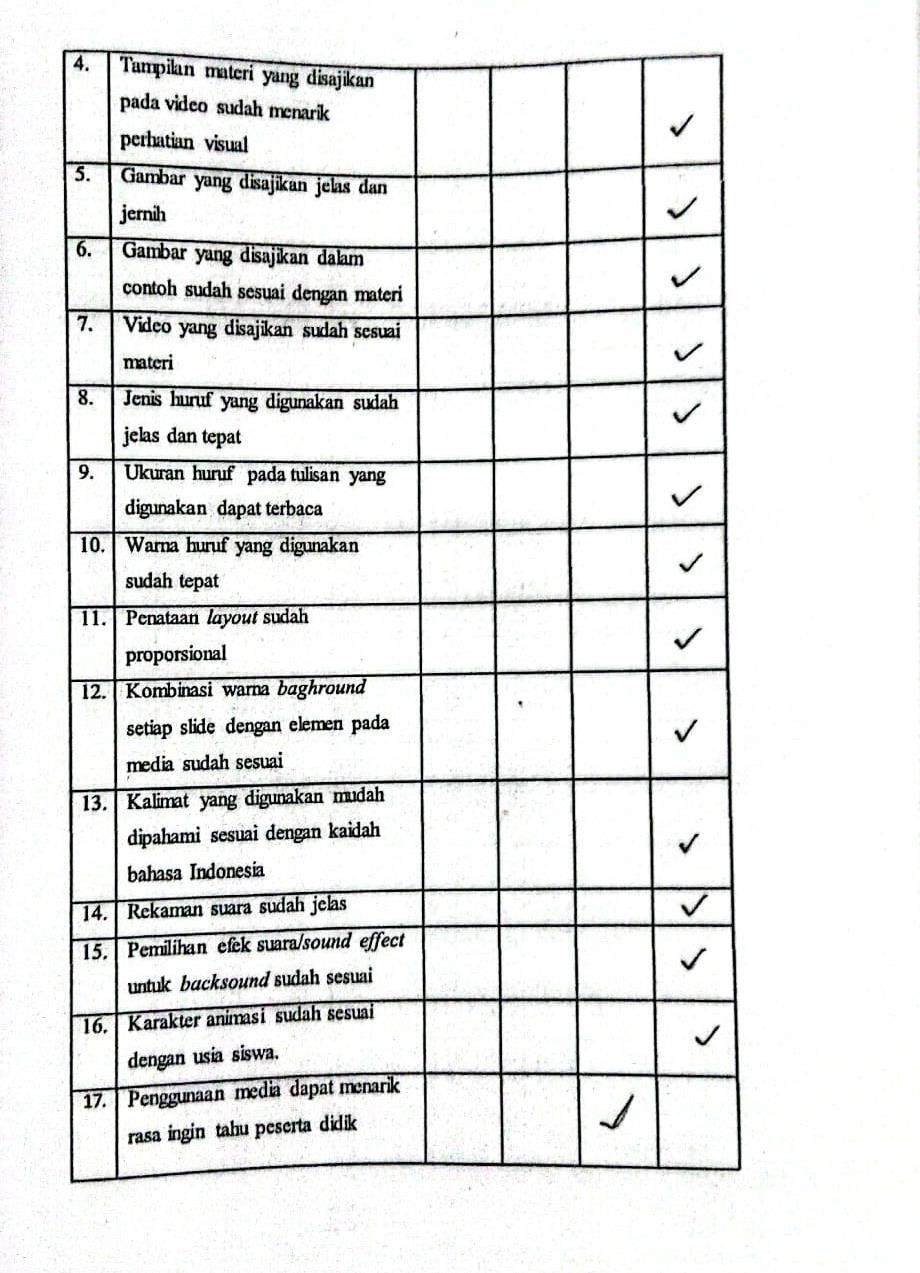 4. Tampilan materi yang disajikan
pada video sudah menarik
perhatian visual
✓
5. Gambar yang disajikan jelas dan
jernih
✓
6. Gambar yang disajikan dalam
contoh sudah sesuai dengan materi
✓
7. Video yang disajikan sudah sesuai
materi
✓
8. Jenis huruf yang digunakan sudah
jelas dan tepat
✓
9. Ukuran huruf pada tulisan yang
digunakan dapat terbaca
✓
10. Warna huruf yang digunakan
sudah tepat
✓
11. Penataan layout sudah
proporsional
✓
12. Kombinasi warna baghround
setiap slide dengan elemen pada
media sudah sesuai
✓
13. Kalimat yang digunakan mudah
dipahami sesuai dengan kaidah
bahasa Indonesia
✓
14. Rekaman suara sudah jelas
✓
15. Pemilihan efek suara/sound effect
untuk backsound sudah sesuai
✓
16. Karakter animasi sudah sesuai
dengan usia siswa.
✓
17. Penggunaan media dapat menarik
rasa ingin tahu peserta didik
✓